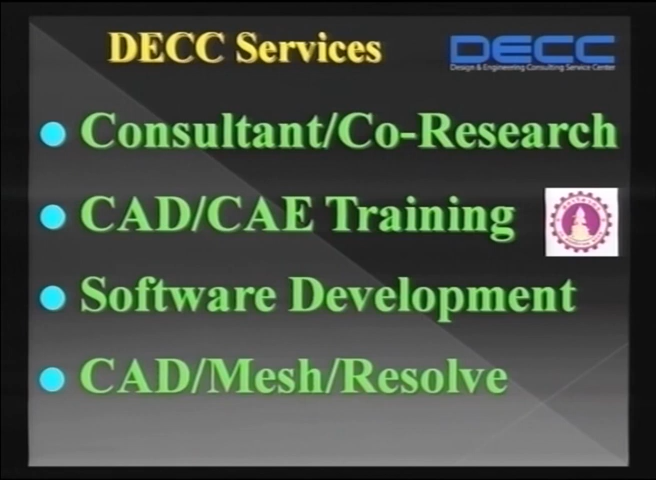 DECC Services
DECC
Design & Engineering Consulting Service Center
Consultant/Co-Research
CAD/CAE Training
Software Development
CAD/Mesh/Resolve